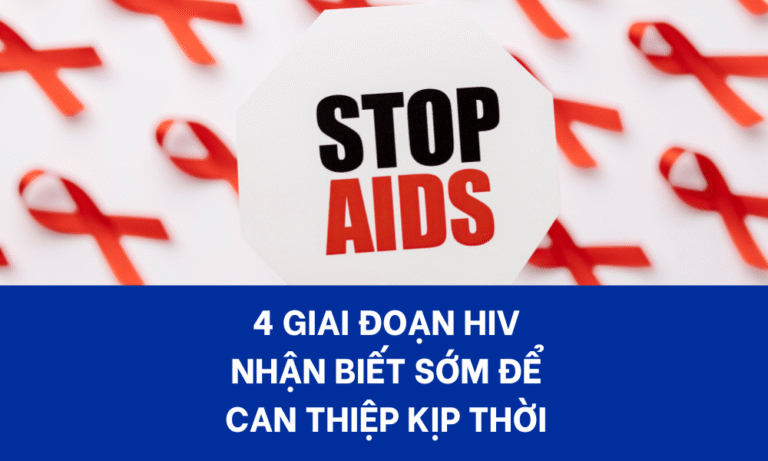 STOP
AIDS
4 GIAI ĐOẠN HIV
NHẬN BIẾT SỚM ĐỂ
CAN THIỆP KỊP THỜI